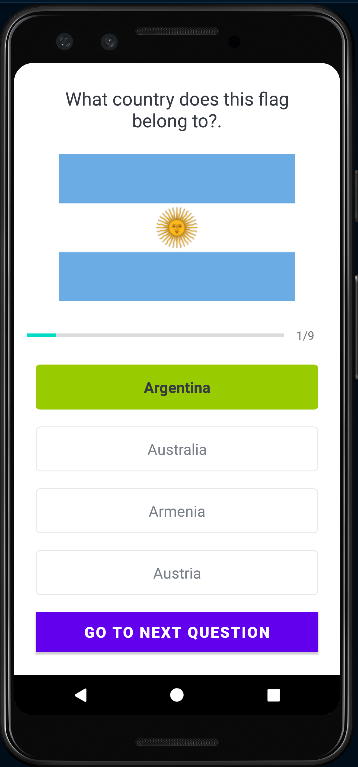 What country does this flag
belong to?.
1/9
Argentina
Australia
Armenia
Austria
GO TO NEXT QUESTION